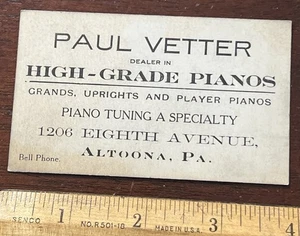 PAUL VETTER
DEALER IN
HIGH-GRADE PIANOS
GRANDS, UPRIGHTS AND PLAYER PIANOS
PIANO TUNING A SPECIALTY
1206 EIGHTH AVENUE,
ALTOONA, PA.
Bell Phone.
1 2 3 4
SENCO NO.R501-10 MADE IN U.S.A.